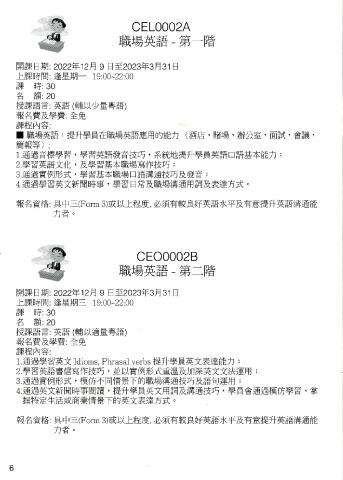 CEL0002A
職場英語 - 第一階
開課日期: 2022年12月 9 日至2023年3月31日
上課時間: 逢星期一 19:00~22:00
課 時: 30
名 額: 20
授課語言: 英語 (輔以少量粵語)
報名費及學費: 全免
課程內容:
■ 職場英語：提升學員在職場英語應用的能力（酒店，賭場，辦公室，面試，會議，
簡報等）;
1.通過音標學習，學習英語發音技巧，系統地提升學員英語口語基本能力；
2.學習英語文化，及學習基本職場寫作技巧；
3.通過實例形式，學習基本職場口語溝通技巧及發音；
4.通過學習英文新聞時事，學習日常及職場溝通用詞及表達方式。
報名資格: 具中三(Form 3)或以上程度, 必須有較良好英語水平及有意提升英語溝通能
力者。
CEO0002B
職場英語 - 第二階
開課日期: 2022年12月 9 日至2023年3月31日
上課時間: 逢星期三 19:00~22:00
課 時: 30
名 額: 20
授課語言: 英語 (輔以適量粵語)
報名費及學費: 全免
課程內容:
1.通過學習英文 Idioms, Phrasal verbs 提升學員英文表達能力；
2.學習英語書信寫作技巧，並以實例形式重溫及加深英文文法運用；
3.通過實例形式，模仿不同情景下的職場溝通技巧及語句運用；
4.通過英文新聞時事閱讀，提升學員英文用詞及溝通技巧，學員會通過模仿學習，掌
握特定生活或商業情景下的英文表達方式。
報名資格: 具中三(Form 3)或以上程度, 必須有較良好英語水平及有意提升英語溝通能
力者。
6